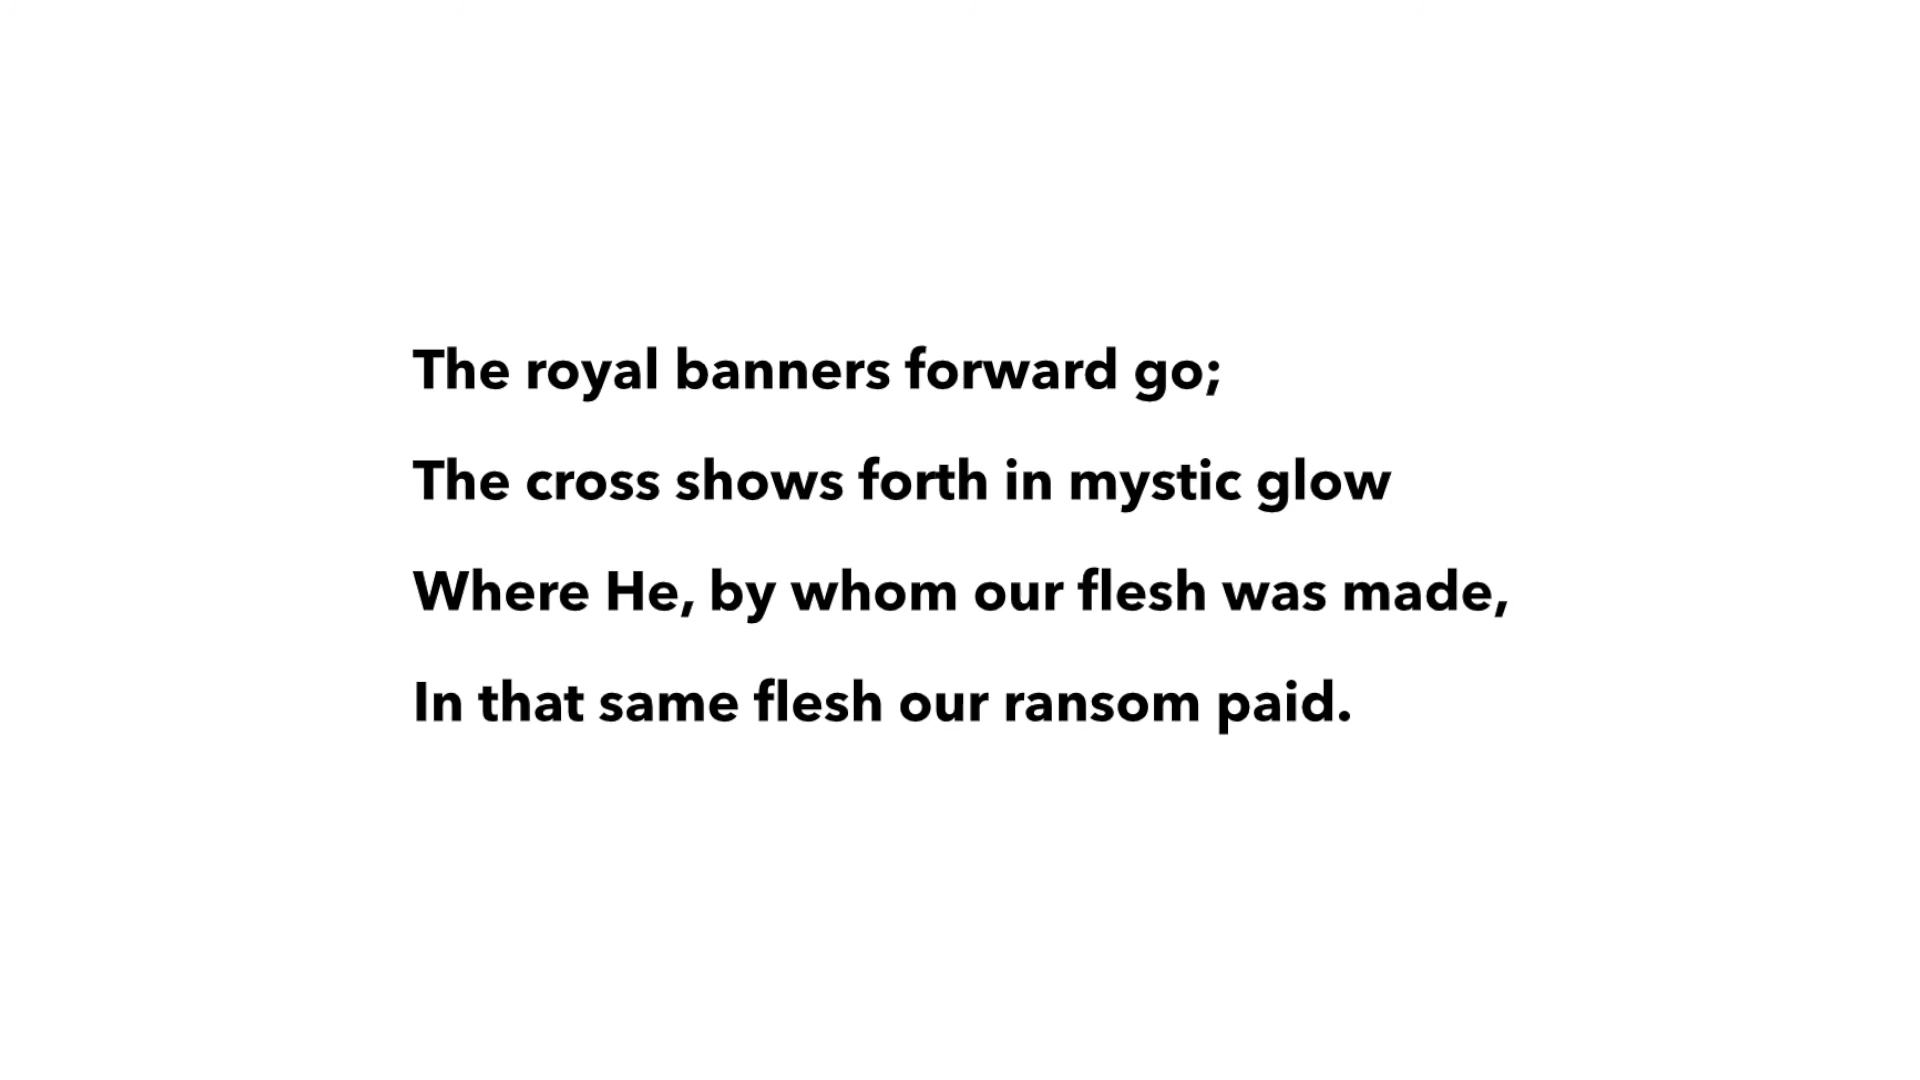 The royal banners forward go;
The cross shows forth in mystic glow
Where He, by whom our flesh was made,
In that same flesh our ransom paid.